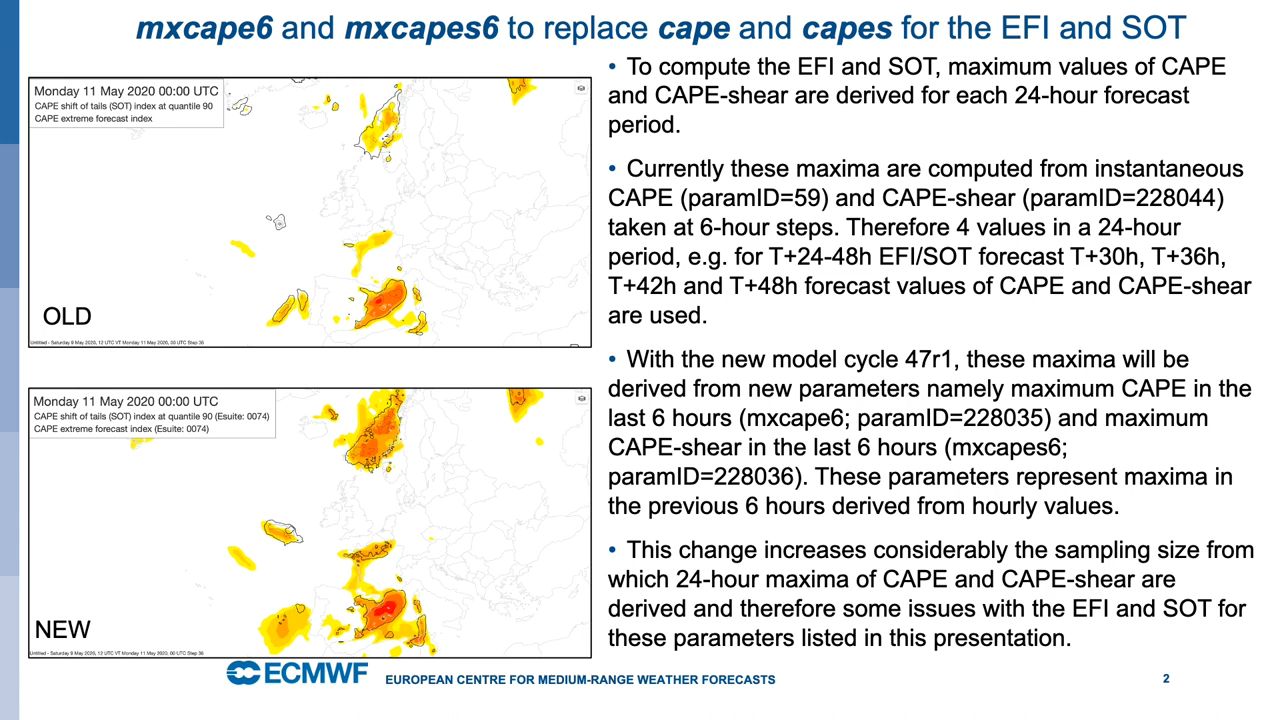 mxcape6 and mxcapes6 to replace cape and capes for the EFI and SOT
Monday 11 May 2020 00:00 UTC
CAPE shift of tails (SOT) index at quantile 90
CAPE extreme forecast index
OLD
Untitled - Saturday 9 May 2020, 12 UTC VT Monday 11 May 2020, 00 UTC Step 36
Monday 11 May 2020 00:00 UTC
CAPE shift of tails (SOT) index at quantile 90 (Esuite: 0074)
CAPE extreme forecast index (Esuite: 0074)
NEW
Untitled - Saturday 9 May 2020, 12 UTC VT Monday 11 May 2020, 00 UTC Step 36
• To compute the EFI and SOT, maximum values of CAPE
and CAPE-shear are derived for each 24-hour forecast
period.
• Currently these maxima are computed from instantaneous
CAPE (paramID=59) and CAPE-shear (paramID=228044)
taken at 6-hour steps. Therefore 4 values in a 24-hour
period, e.g. for T+24-48h EFI/SOT forecast T+30h, T+36h,
T+42h and T+48h forecast values of CAPE and CAPE-shear
are used.
• With the new model cycle 47r1, these maxima will be
derived from new parameters namely maximum CAPE in the
last 6 hours (mxcape6; paramID=228035) and maximum
CAPE-shear in the last 6 hours (mxcapes6;
paramID=228036). These parameters represent maxima in
the previous 6 hours derived from hourly values.
• This change increases considerably the sampling size from
which 24-hour maxima of CAPE and CAPE-shear are
derived and therefore some issues with the EFI and SOT for
these parameters listed in this presentation.
ECMWF
EUROPEAN CENTRE FOR MEDIUM-RANGE WEATHER FORECASTS
2